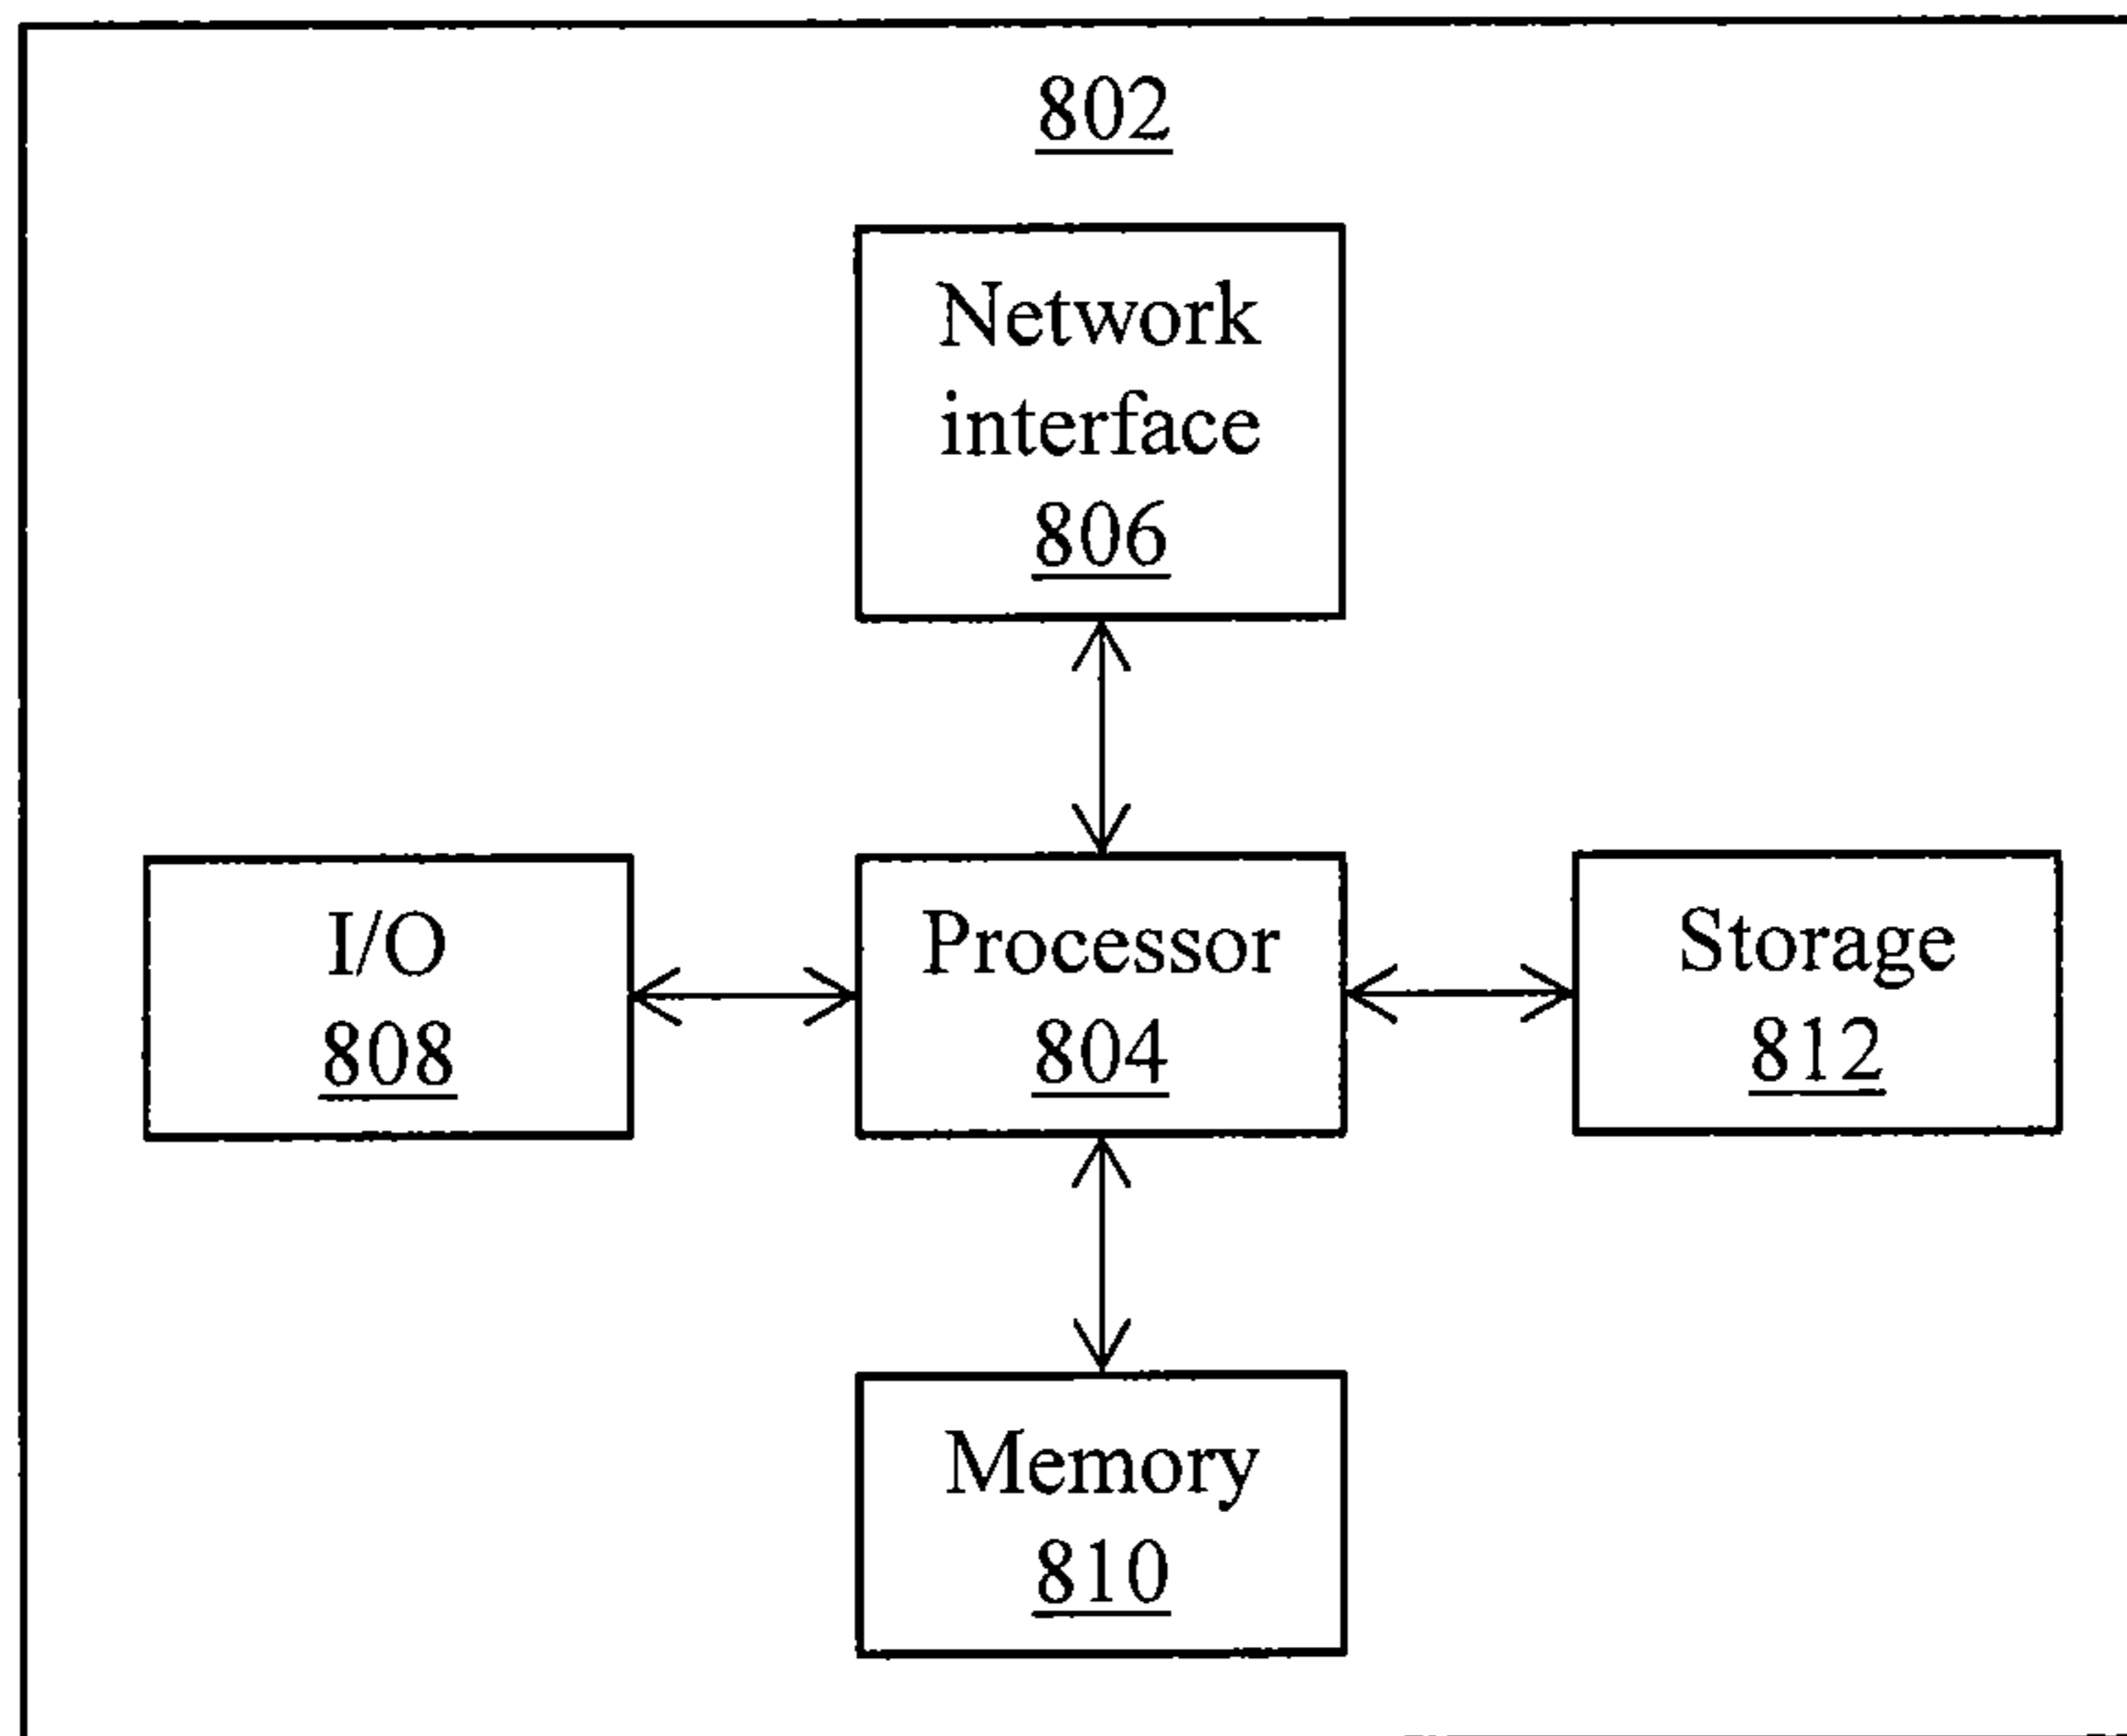 802
Network
interface
806
I/O
808
Processor
804
Storage
812
Memory
810